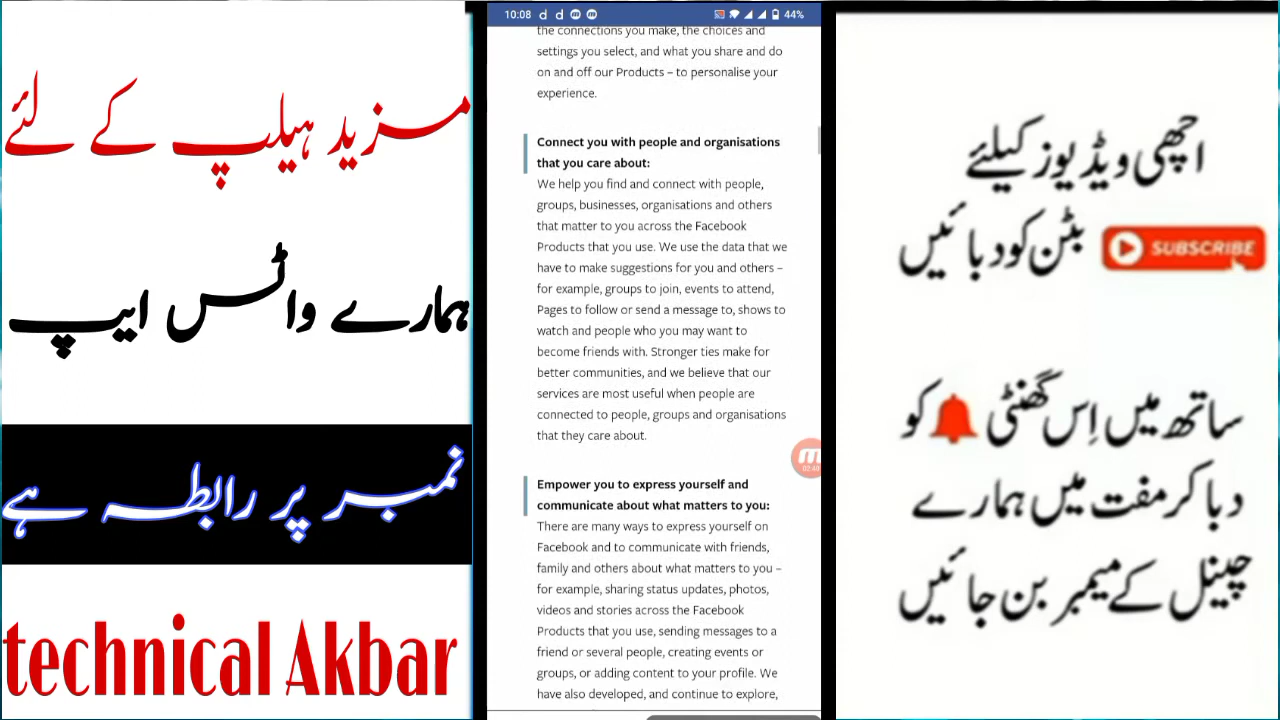 مزید ہیلپ کے لئے
ہمارے واٹس ایپ
نمبر پر رابطہ ہے
technical Akbar
10:08 d d m m 44%
the connections you make, the choices and
settings you select, and what you share and do
on and off our Products – to personalise your
experience.
Connect you with people and organisations
that you care about:
We help you find and connect with people,
groups, businesses, organisations and others
that matter to you across the Facebook
Products that you use. We use the data that we
have to make suggestions for you and others –
for example, groups to join, events to attend,
Pages to follow or send a message to, shows to
watch and people who you may want to
become friends with. Stronger ties make for
better communities, and we believe that our
services are most useful when people are
connected to people, groups and organisations
that they care about.
m
02:40
Empower you to express yourself and
communicate about what matters to you:
There are many ways to express yourself on
Facebook and to communicate with friends,
family and others about what matters to you –
for example, sharing status updates, photos,
videos and stories across the Facebook
Products that you use, sending messages to a
friend or several people, creating events or
groups, or adding content to your profile. We
have also developed, and continue to explore,
اچھی ویڈیوز کیلئے
SUBSCRIBE بٹن کو دبائیں
ساتھ میں اِس گھنٹی کو
دبا کر مفت میں ہمارے
چینل کے میمبر بن جائیں